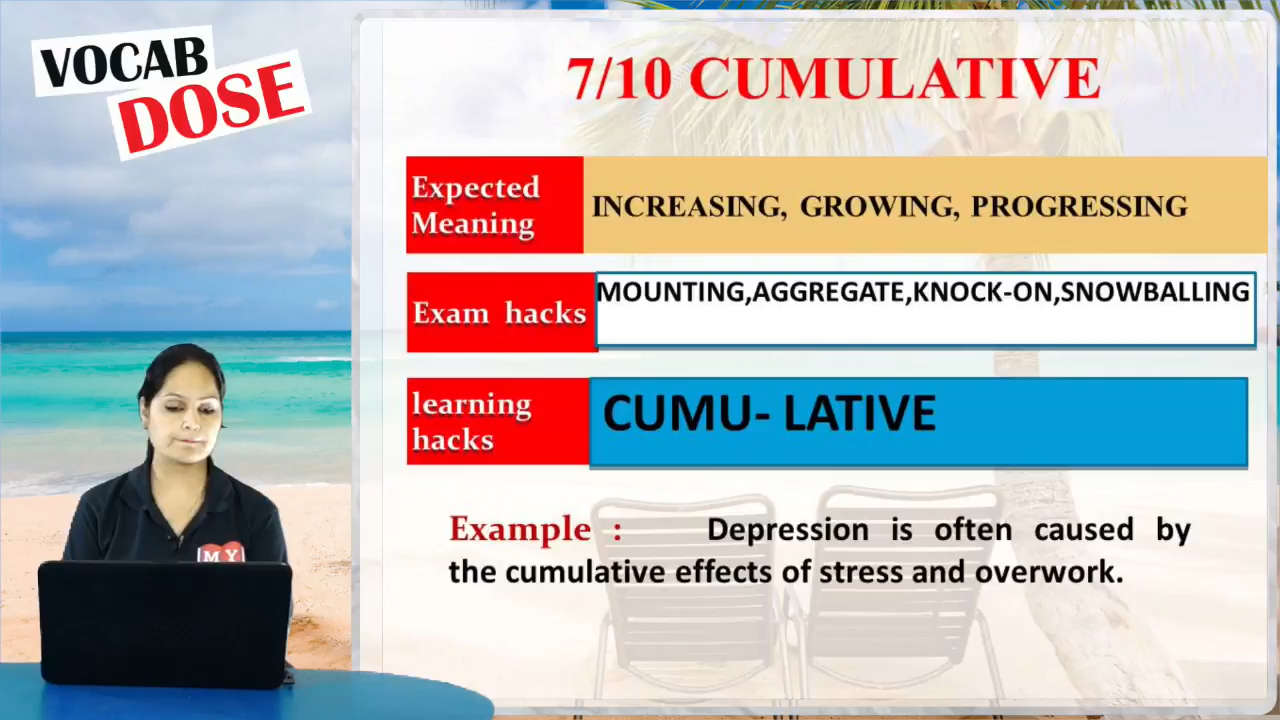 VOCAB
DOSE
7/10 CUMULATIVE
Expected
Meaning
INCREASING, GROWING, PROGRESSING
Exam hacks
MOUNTING,AGGREGATE,KNOCK-ON,SNOWBALLING
learning
hacks
CUMU- LATIVE
Example : Depression is often caused by
the cumulative effects of stress and overwork.
MY